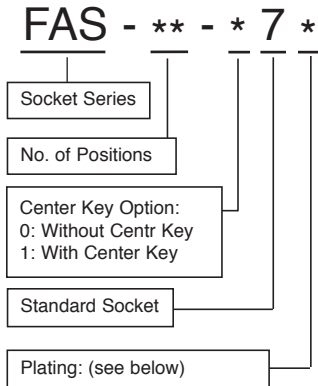 FAS - ** - * 7 *
Socket Series
No. of Positions
Center Key Option:
0: Without Centr Key
1: With Center Key
Standard Socket
Plating: (see below)